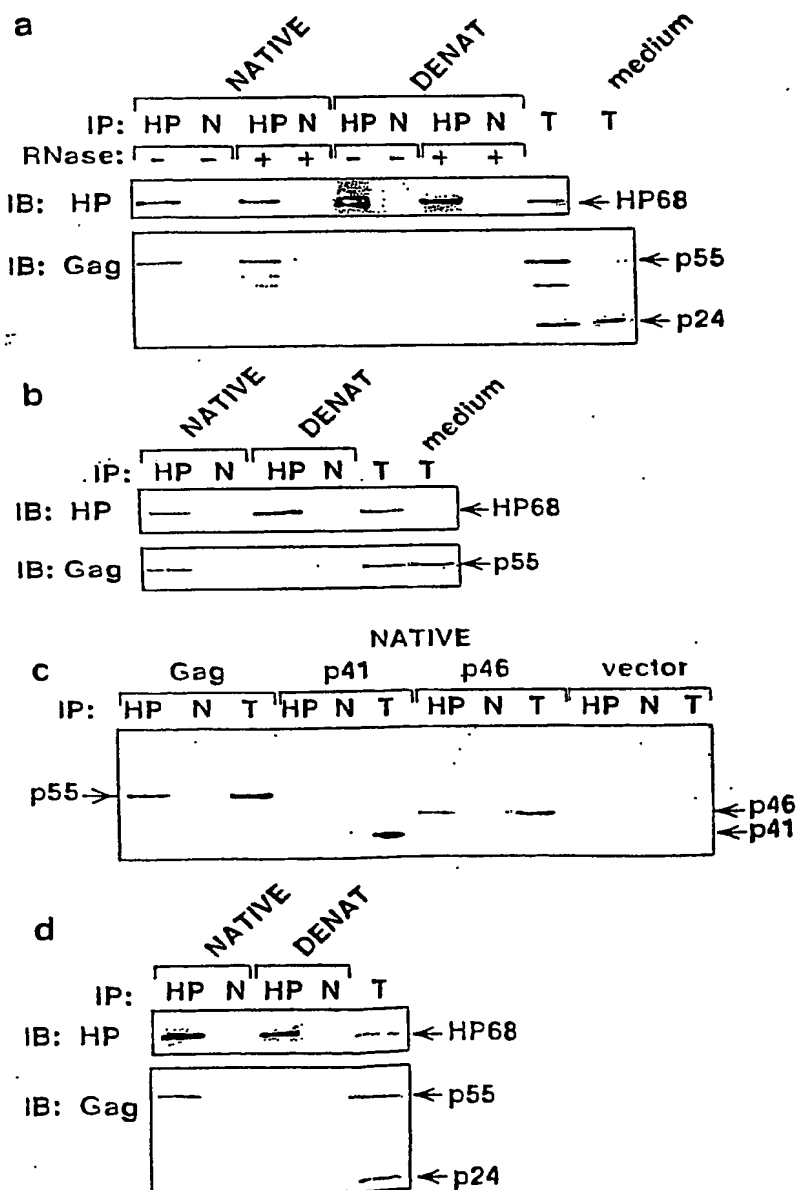 a
NATIVE DENAT medium
IP: HP N HP N HP N HP N T T
RNase: - - + + - - + +
IB: HP ←HP68
IB: Gag ←p55
←p24
b
NATIVE DENAT medium
IP: HP N HP N T T
IB: HP ←HP68
IB: Gag ←p55
NATIVE
c Gag p41 p46 vector
IP: HP N T HP N T HP N T HP N T
p55→ ←p46
←p41
d
NATIVE DENAT
IP: HP N HP N T
IB: HP ←HP68
IB: Gag ←p55
←p24